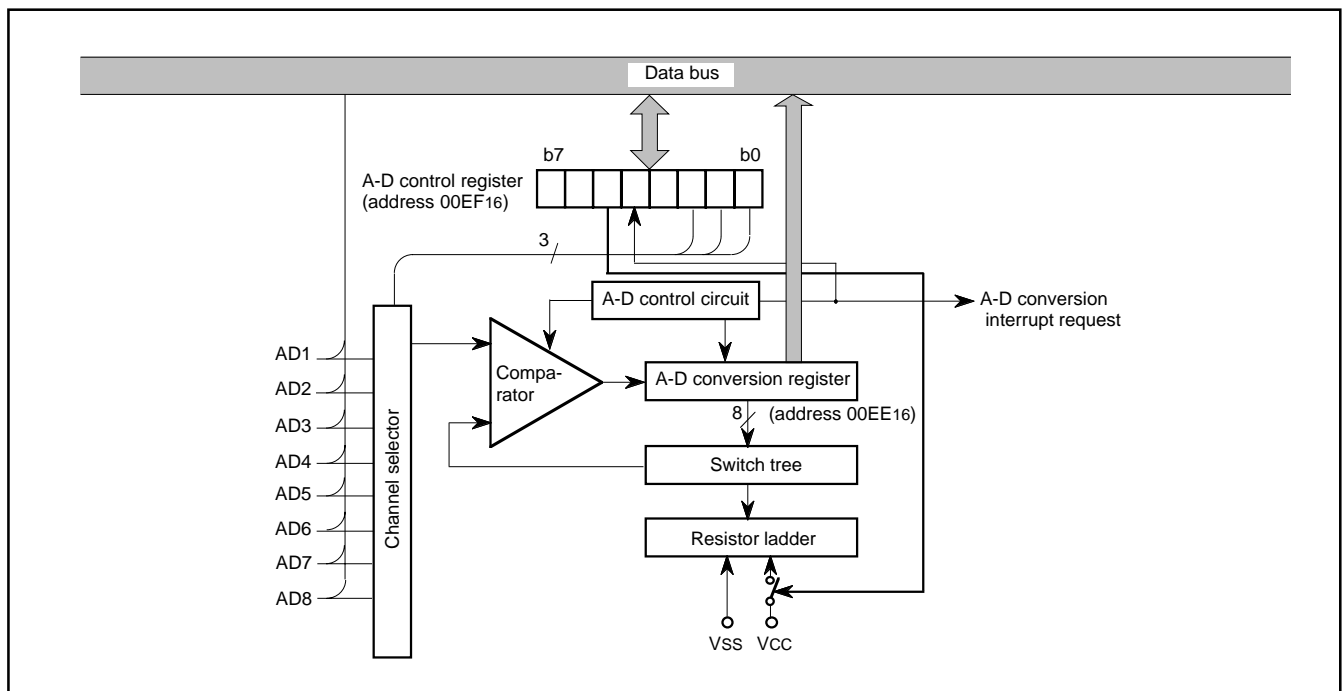 Data bus
b7
b0
A-D control register
(address 00EF16)
3
A-D control circuit
A-D conversion
interrupt request
AD1
AD2
AD3
AD4
AD5
AD6
AD7
AD8
Channel selector
Compa-
rator
A-D conversion register
8
(address 00EE16)
Switch tree
Resistor ladder
VSS
VCC